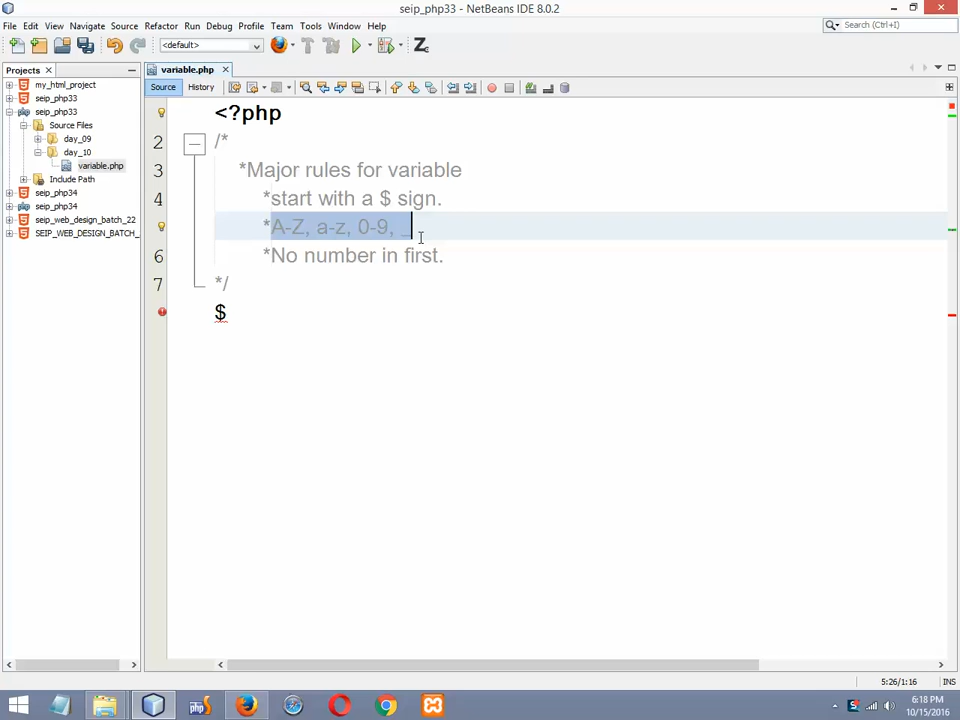 seip_php33 - NetBeans IDE 8.0.2
File Edit View Navigate Source Refactor Run Debug Profile Team Tools Window Help
<default>
Search (Ctrl+I)
Projects
variable.php
my_html_project
Source History
seip_php33
<?php
seip_php33
Source Files
2 /*
day_09
day_10
3 *Major rules for variable
variable.php
Include Path
4 *start with a $ sign.
seip_php34
seip_php34
seip_web_design_batch_22
*A-Z, a-z, 0-9, _
SEIP_WEB_DESIGN_BATCH_
6 *No number in first.
7 */
$
5:26/1:16 INS
6:18 PM
10/15/2016